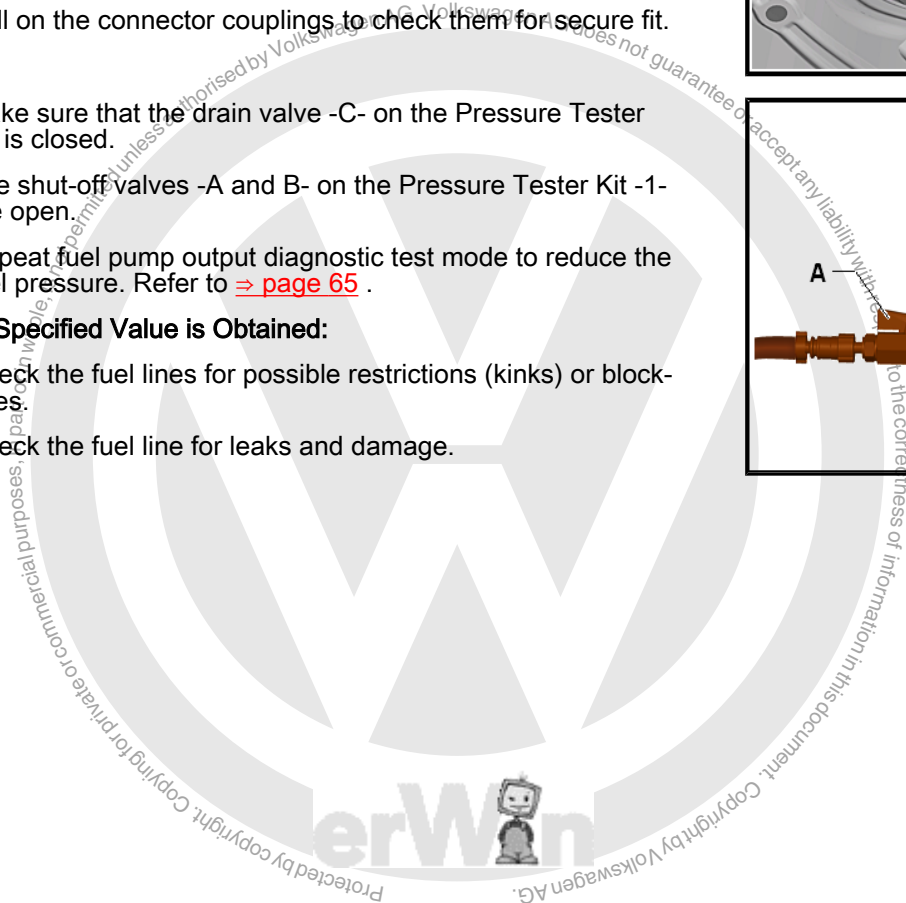 ll on the connector couplings to check them for secure fit.
ke sure that the drain valve -C- on the Pressure Tester
is closed.
e shut-off valves -A and B- on the Pressure Tester Kit -1-
e open.
peat fuel pump output diagnostic test mode to reduce the
el pressure. Refer to ⇒ page 65 .
Specified Value is Obtained:
eck the fuel lines for possible restrictions (kinks) or block-
es.
eck the fuel line for leaks and damage.
A
erWin
Protected by copyright. Copying for private or commercial purposes, in part or in whole, is not permitted unless authorised by Volkswagen AG. Volkswagen AG does not guarantee or accept any liability with respect to the correctness of information in this document. Copyright by Volkswagen AG.